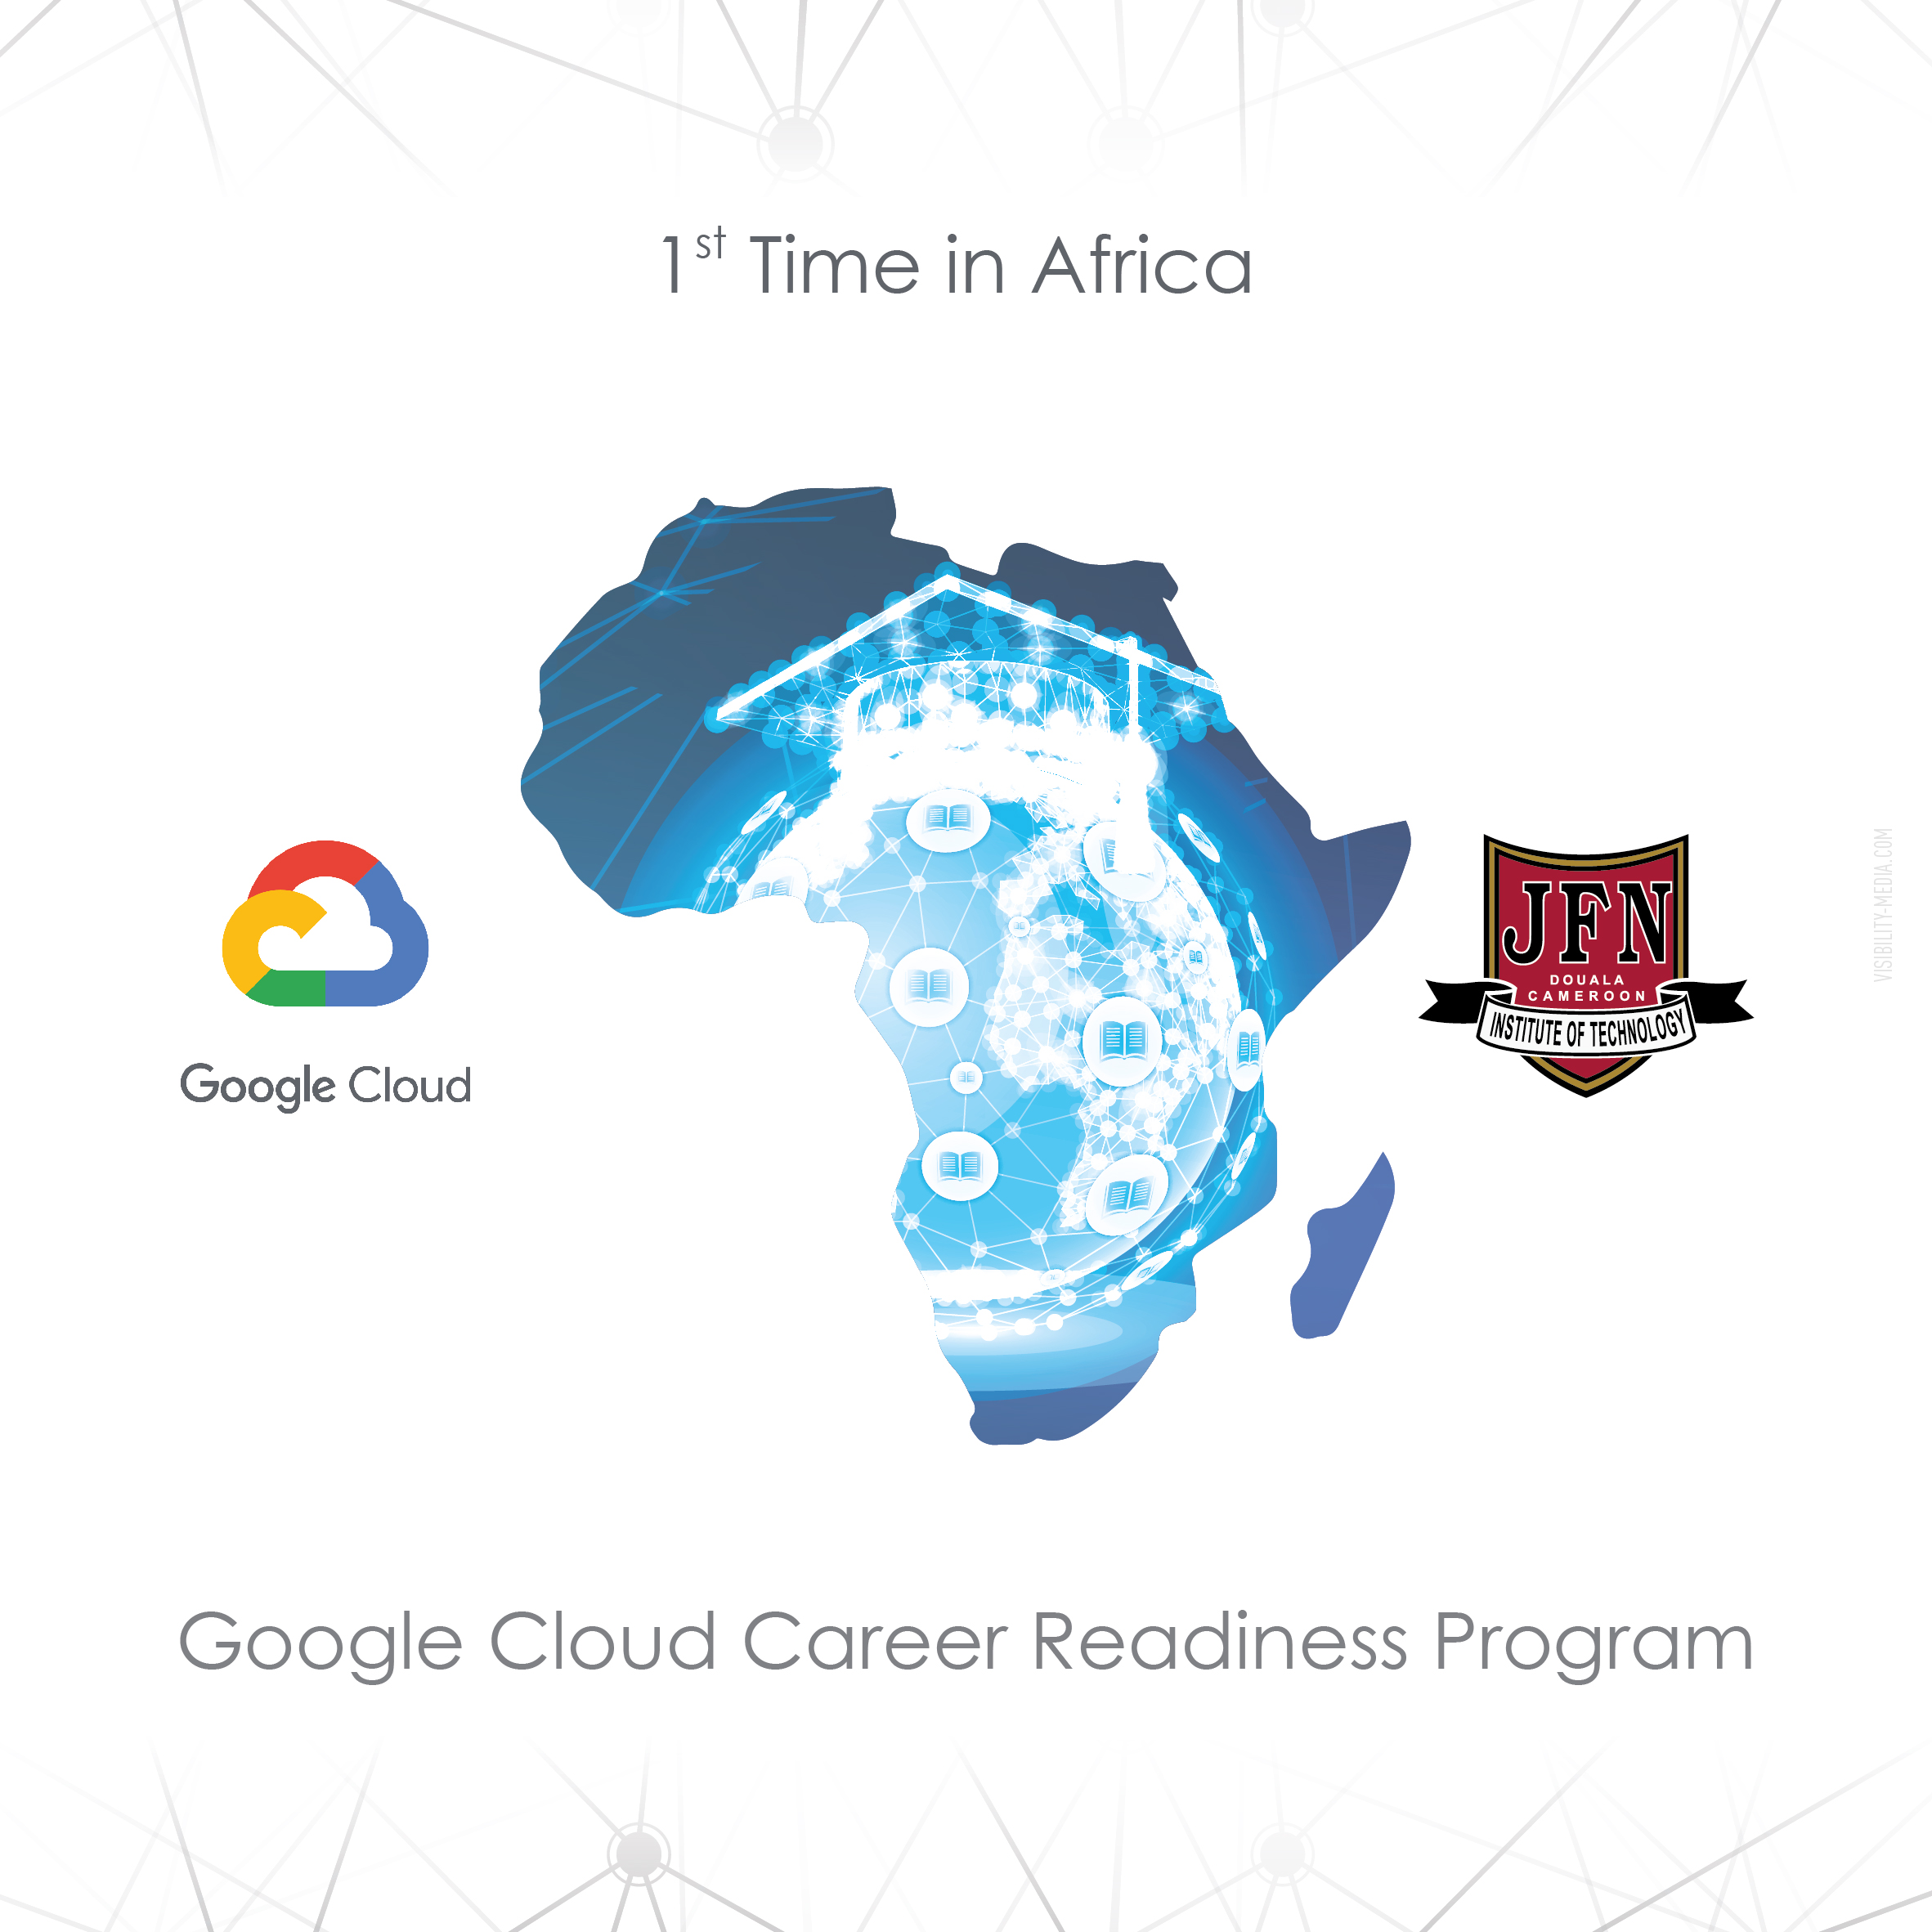 1st Time in Africa
Google Cloud
JFN
DOUALA
CAMEROON
INSTITUTE OF TECHNOLOGY
VISIBILITY-MEDIA.COM
Google Cloud Career Readiness Program